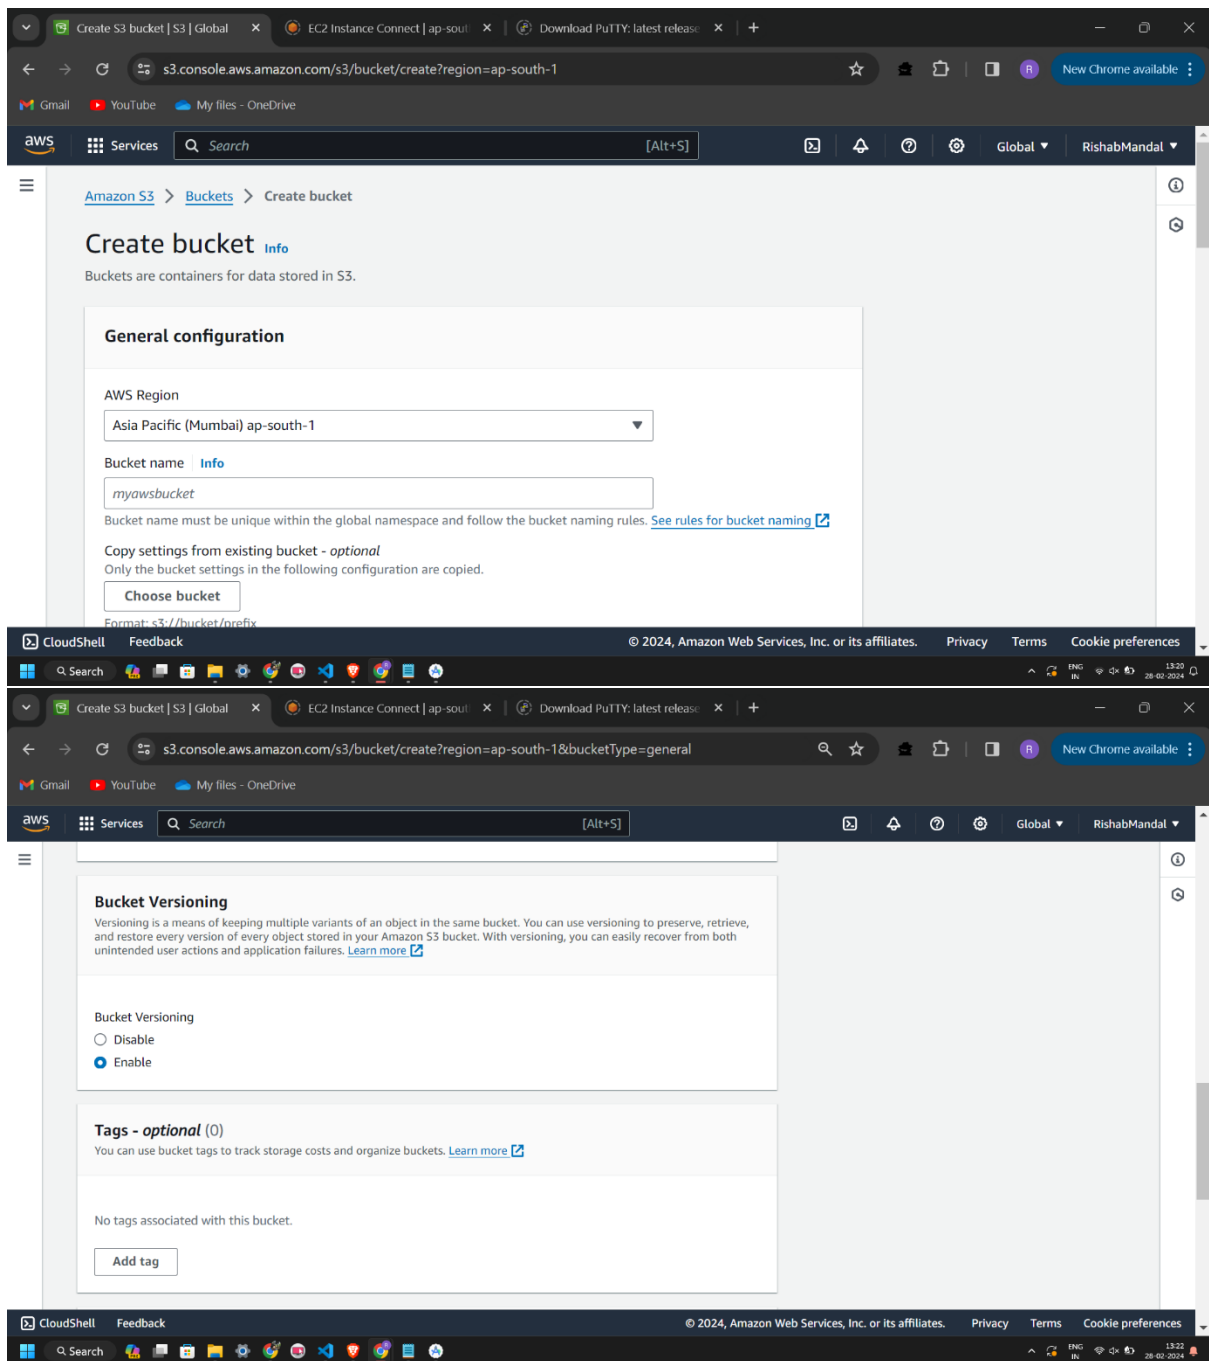 Create S3 bucket | S3 | Global
EC2 Instance Connect | ap-sout
Download PuTTY: latest release
s3.console.aws.amazon.com/s3/bucket/create?region=ap-south-1
New Chrome available
Gmail YouTube My files - OneDrive
aws Services Search [Alt+S] Global RishabMandal
Amazon S3 > Buckets > Create bucket
Create bucket Info
Buckets are containers for data stored in S3.
General configuration
AWS Region
Asia Pacific (Mumbai) ap-south-1
Bucket name Info
myawsbucket
Bucket name must be unique within the global namespace and follow the bucket naming rules. See rules for bucket naming
Copy settings from existing bucket - optional
Only the bucket settings in the following configuration are copied.
Choose bucket
Format: s3://bucket/prefix
CloudShell Feedback © 2024, Amazon Web Services, Inc. or its affiliates. Privacy Terms Cookie preferences
Search ENG IN 13:20 28-02-2024
Create S3 bucket | S3 | Global
EC2 Instance Connect | ap-sout
Download PuTTY: latest release
s3.console.aws.amazon.com/s3/bucket/create?region=ap-south-1&bucketType=general
R
New Chrome available
Gmail YouTube My files - OneDrive
aws Services Search [Alt+S] Global RishabMandal
Bucket Versioning
Versioning is a means of keeping multiple variants of an object in the same bucket. You can use versioning to preserve, retrieve,
and restore every version of every object stored in your Amazon S3 bucket. With versioning, you can easily recover from both
unintended user actions and application failures. Learn more
Bucket Versioning
Disable
Enable
Tags - optional (0)
You can use bucket tags to track storage costs and organize buckets. Learn more
No tags associated with this bucket.
Add tag
CloudShell Feedback © 2024, Amazon Web Services, Inc. or its affiliates. Privacy Terms Cookie preferences
Search ENG IN 13:22 28-02-2024